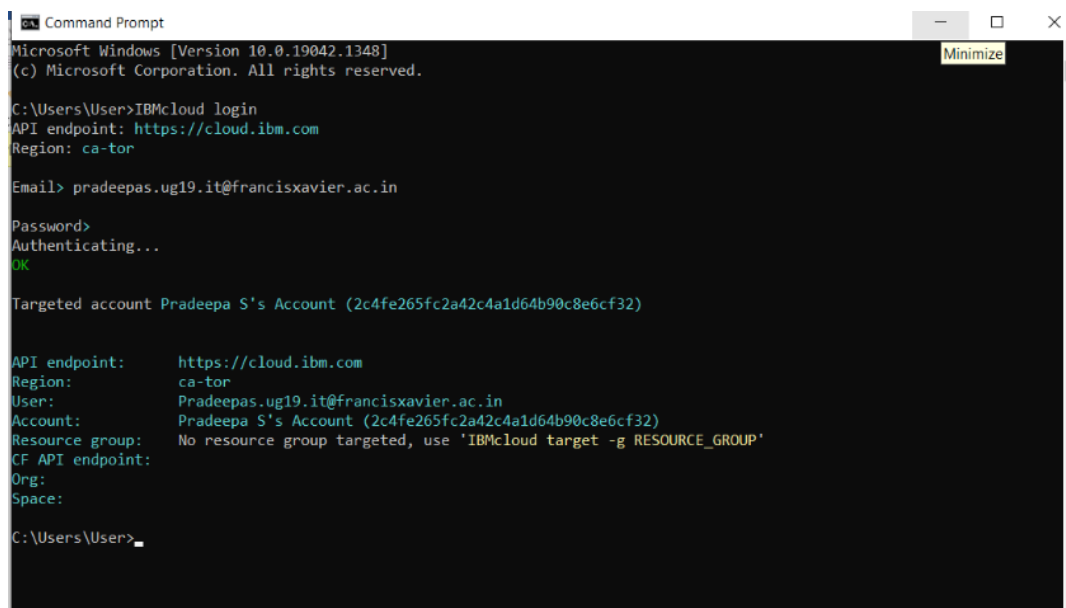 Command Prompt
Minimize
Microsoft Windows [Version 10.0.19042.1348]
(c) Microsoft Corporation. All rights reserved.
C:\Users\User>IBMcloud login
API endpoint: https://cloud.ibm.com
Region: ca-tor
Email> pradeepas.ug19.it@francisxavier.ac.in
Password>
Authenticating...
OK
Targeted account Pradeepa S's Account (2c4fe265fc2a42c4a1d64b90c8e6cf32)
API endpoint: https://cloud.ibm.com
Region: ca-tor
User: Pradeepas.ug19.it@francisxavier.ac.in
Account: Pradeepa S's Account (2c4fe265fc2a42c4a1d64b90c8e6cf32)
Resource group: No resource group targeted, use 'IBMcloud target -g RESOURCE_GROUP'
CF API endpoint:
Org:
Space:
C:\Users\User>